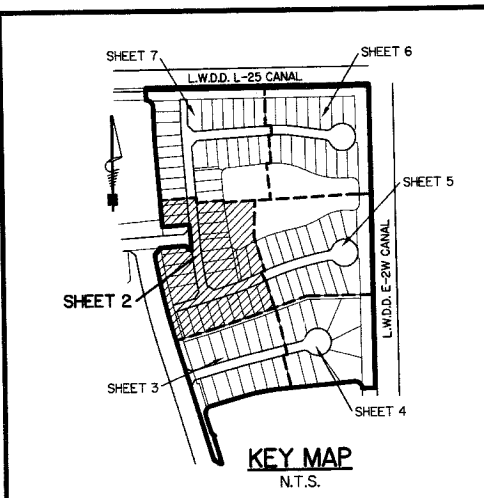 SHEET 7
SHEET 6
L.W.D.D. L-25 CANAL
SHEET 5
L.W.D.D. E-2W CANAL
SHEET 2
SHEET 3
SHEET 4
KEY MAP
N.T.S.